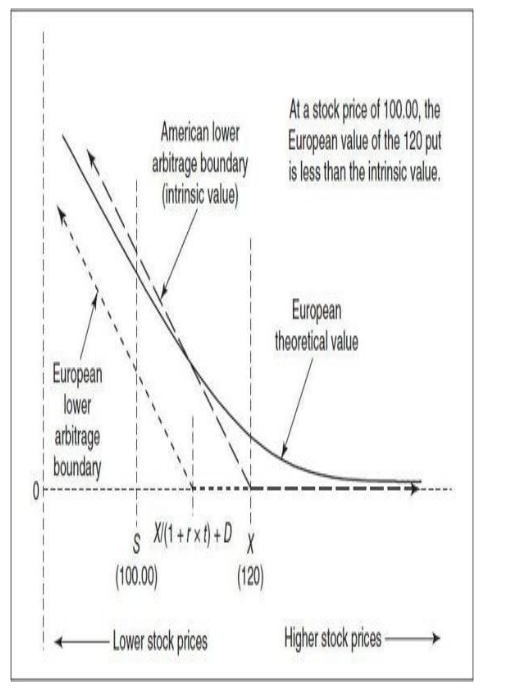 At a stock price of 100.00, the
European value of the 120 put
is less than the intrinsic value.
American lower
arbitrage boundary
(intrinsic value)
European
theoretical value
European
lower
arbitrage
boundary
0
S
(100.00)
X/(1 + r × t) + D
X
(120)
Lower stock prices
Higher stock prices